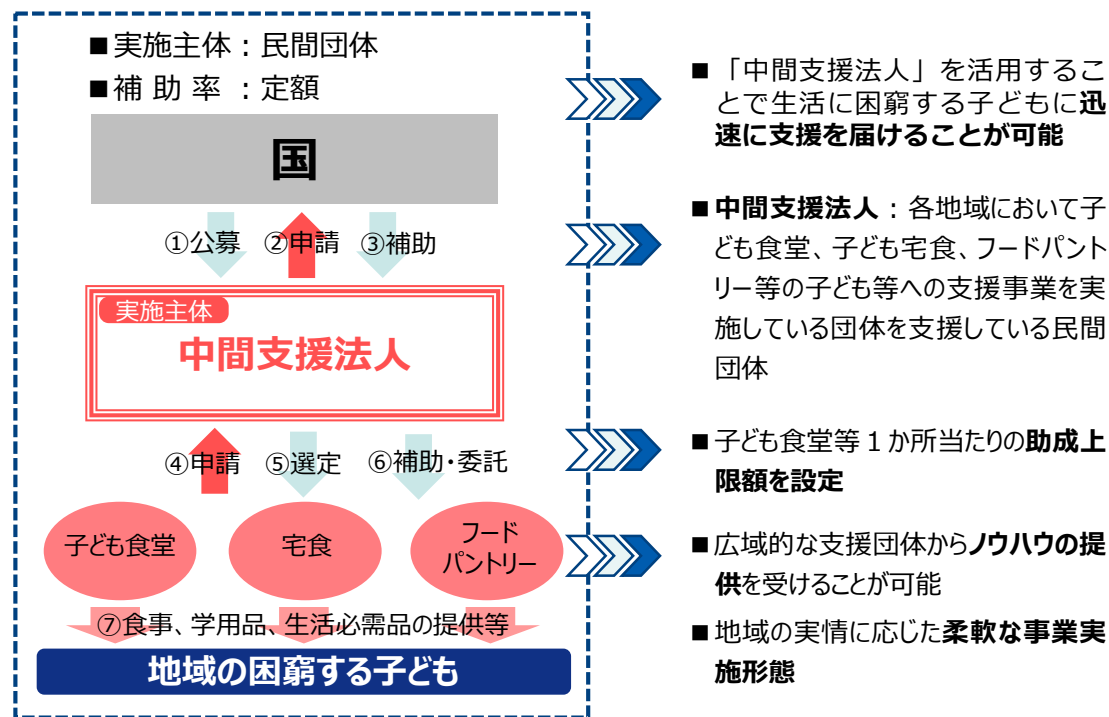 ■実施主体：民間団体
■補 助 率 ：定額
国
①公募 ②申請 ③補助
実施主体
中間支援法人
④申請 ⑤選定 ⑥補助・委託
子ども食堂
宅食
フード
パントリー
⑦食事、学用品、生活必需品の提供等
地域の困窮する子ども
■「中間支援法人」を活用するこ
とで生活に困窮する子どもに迅
速に支援を届けることが可能
■中間支援法人：各地域において子
ども食堂、子ども宅食、フードパント
リー等の子ども等への支援事業を実
施している団体を支援している民間
団体
■子ども食堂等１か所当たりの助成上
限額を設定
■広域的な支援団体からノウハウの提
供を受けることが可能
■地域の実情に応じた柔軟な事業実
施形態